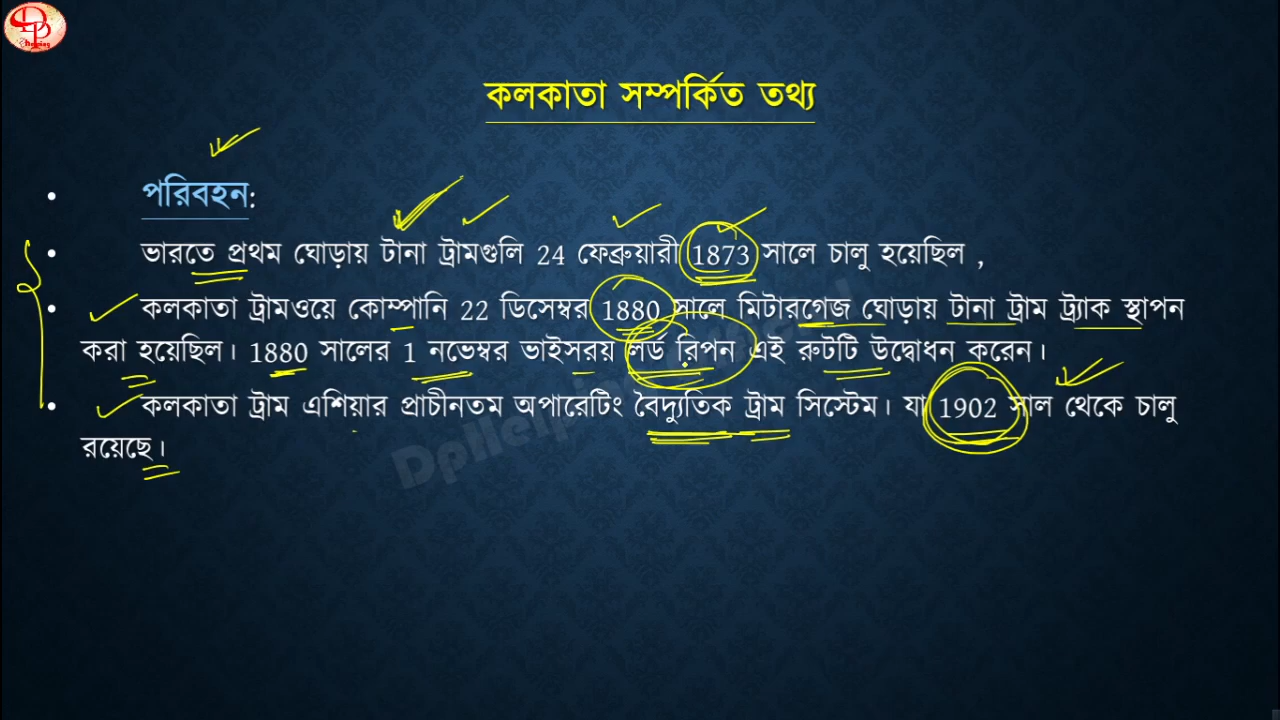 কলকাতা সম্পর্কিত তথ্য
• পরিবহন:
• ভারতে প্রথম ঘোড়ায় টানা ট্রামগুলি 24 ফেব্রুয়ারী 1873 সালে চালু হয়েছিল ,
• কলকাতা ট্রামওয়ে কোম্পানি 22 ডিসেম্বর 1880 সালে মিটারগেজ ঘোড়ায় টানা ট্রাম ট্র্যাক স্থাপন
করা হয়েছিল। 1880 সালের 1 নভেম্বর ভাইসরয় লর্ড রিপন এই রুটটি উদ্বোধন করেন।
• কলকাতা ট্রাম এশিয়ার প্রাচীনতম অপারেটিং বৈদ্যুতিক ট্রাম সিস্টেম। যা 1902 সাল থেকে চালু
রয়েছে।